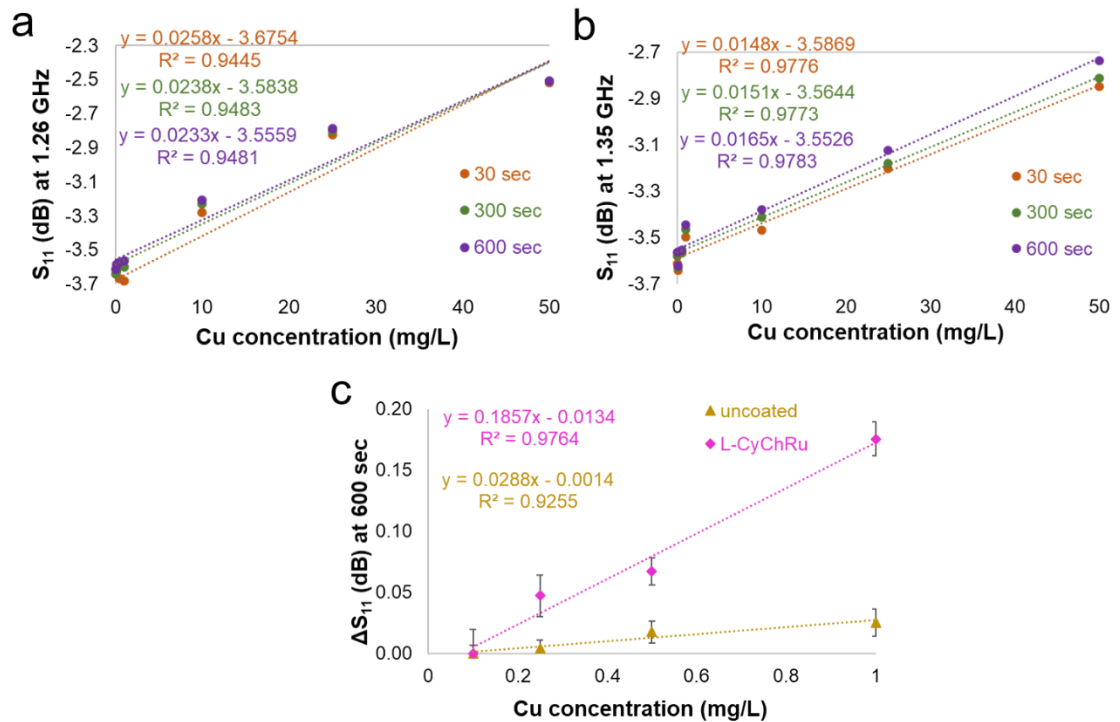 a
y = 0.0258x - 3.6754
R² = 0.9445
y = 0.0238x - 3.5838
R² = 0.9483
y = 0.0233x - 3.5559
R² = 0.9481
-2.3
-2.5
-2.7
-2.9
-3.1
-3.3
-3.5
-3.7
S₁₁ (dB) at 1.26 GHz
30 sec
300 sec
600 sec
0 10 20 30 40 50
Cu concentration (mg/L)
b
y = 0.0148x - 3.5869
R² = 0.9776
y = 0.0151x - 3.5644
R² = 0.9773
y = 0.0165x - 3.5526
R² = 0.9783
-2.7
-2.9
-3.1
-3.3
-3.5
-3.7
S₁₁ (dB) at 1.35 GHz
30 sec
300 sec
600 sec
0 10 20 30 40 50
Cu concentration (mg/L)
c
y = 0.1857x - 0.0134
R² = 0.9764
y = 0.0288x - 0.0014
R² = 0.9255
uncoated
L-CyChRu
0.20
0.15
0.10
0.05
0.00
ΔS₁₁ (dB) at 600 sec
0 0.2 0.4 0.6 0.8 1
Cu concentration (mg/L)